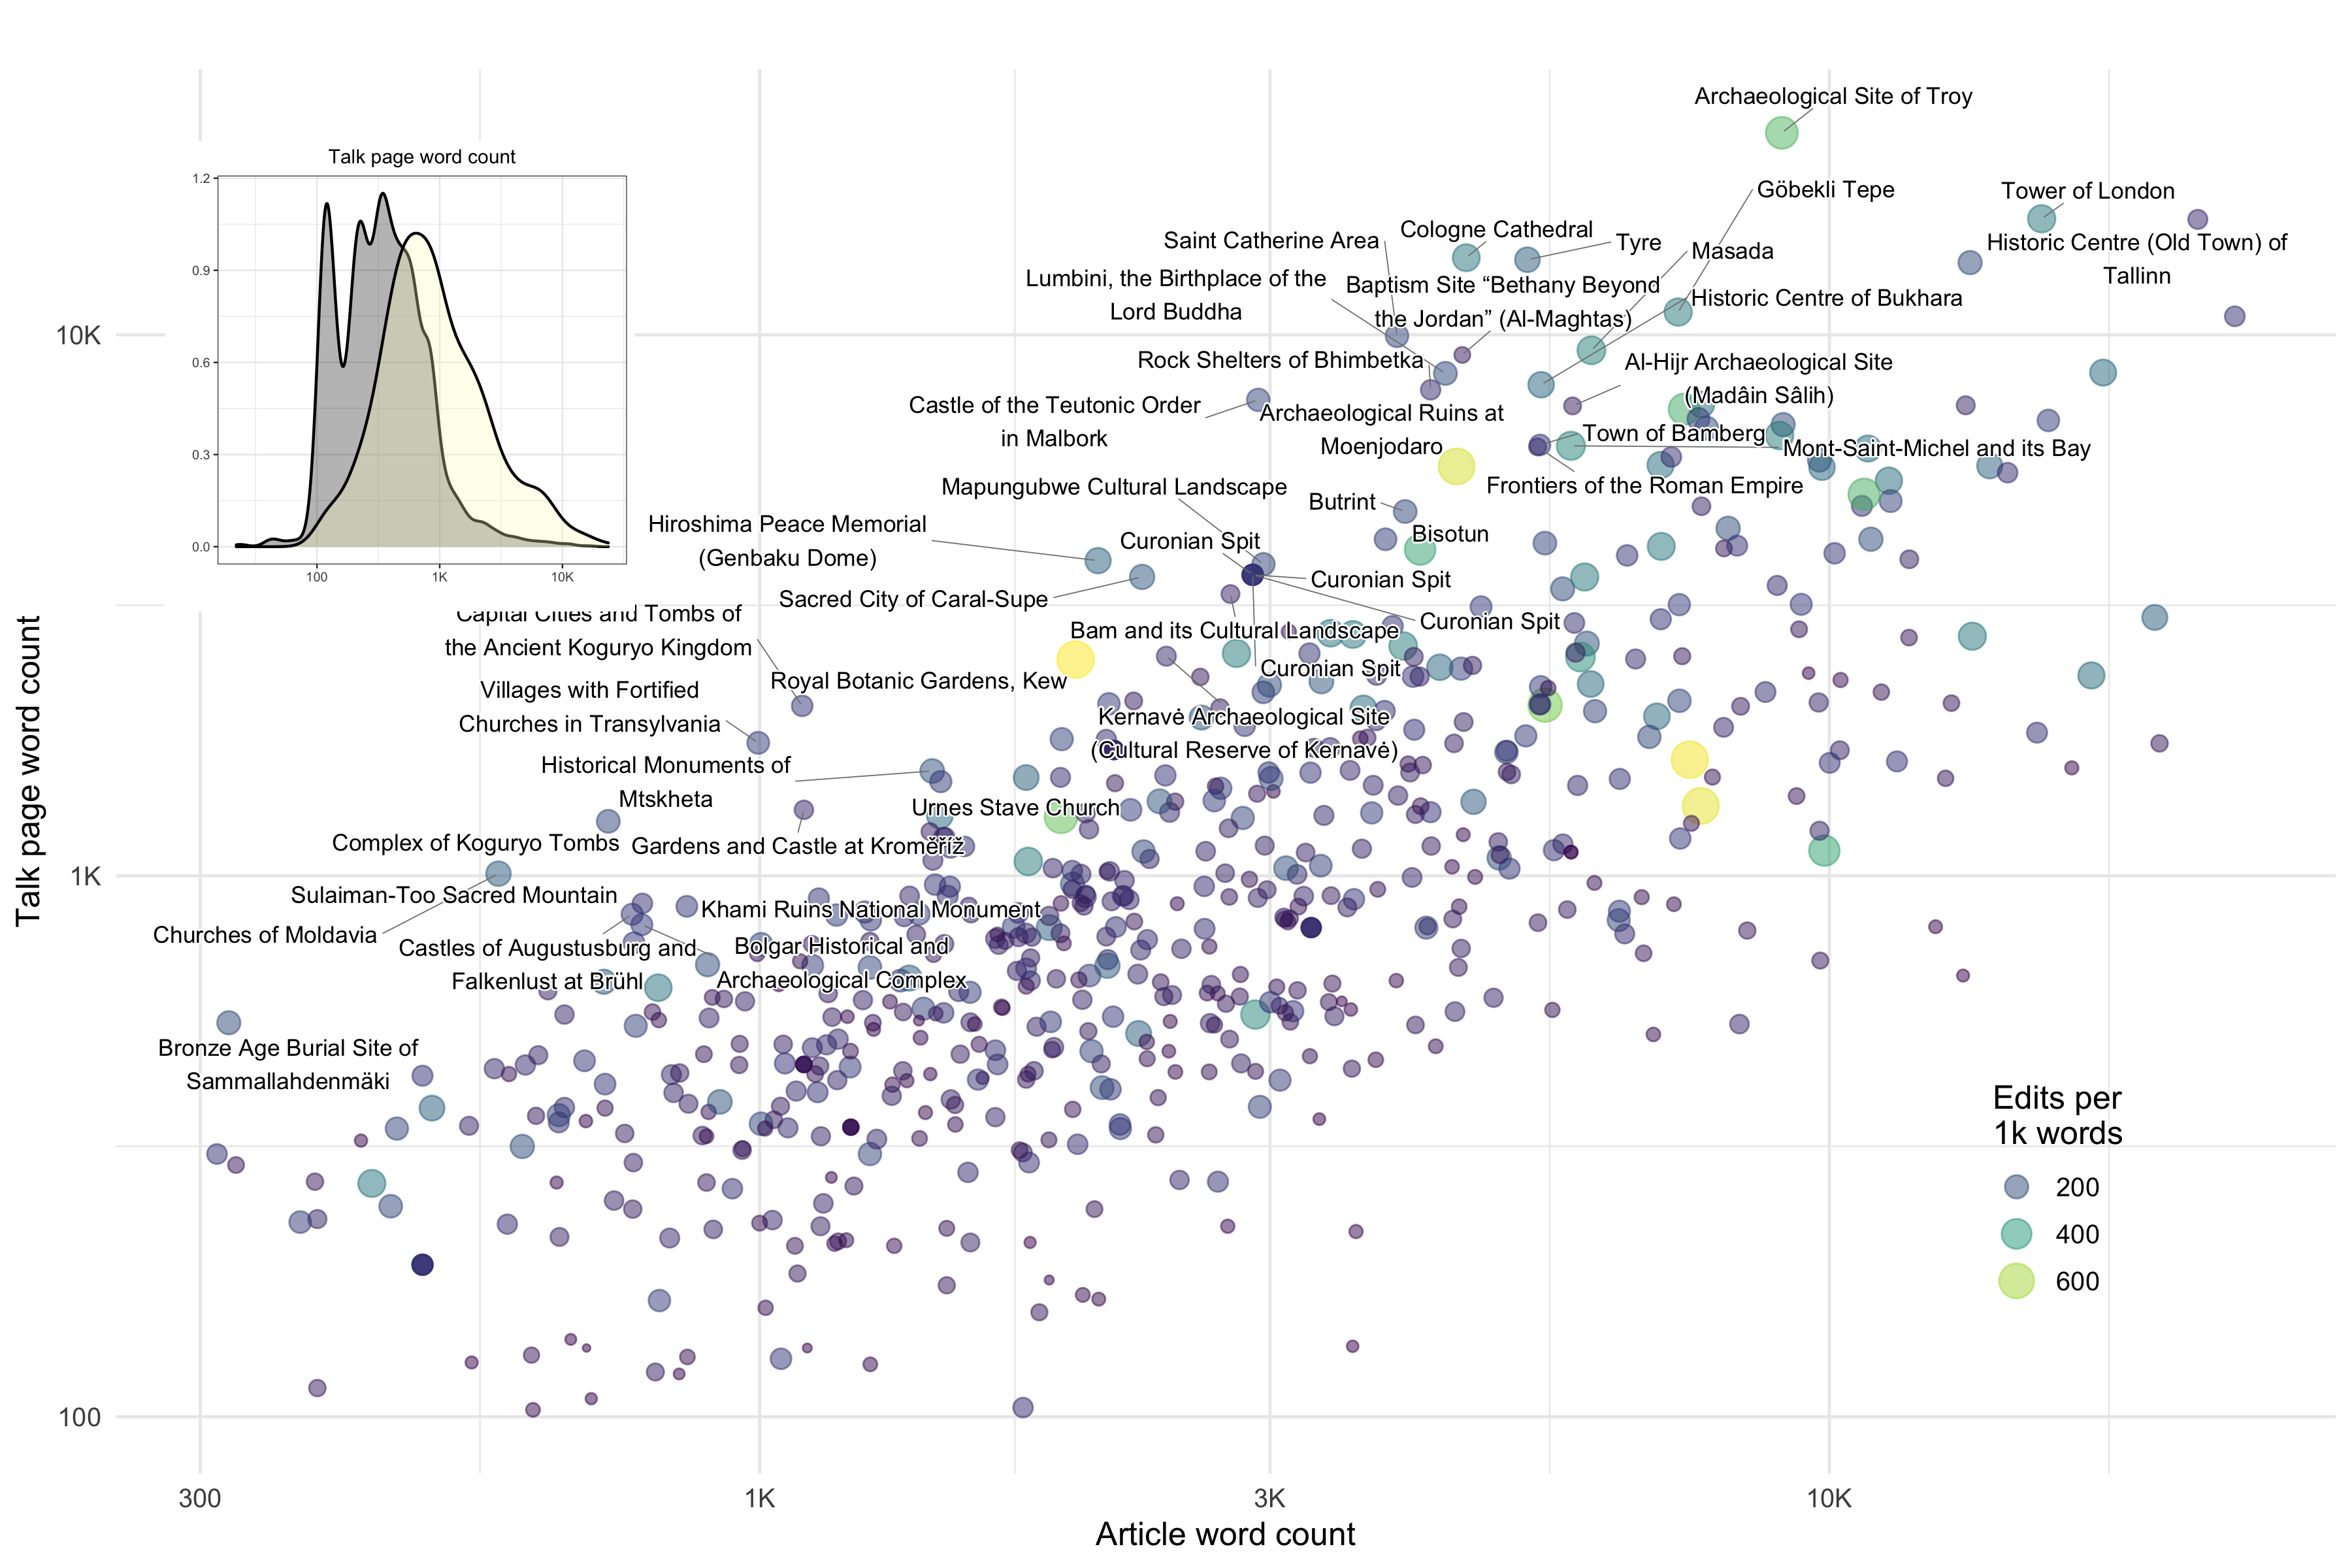 Archaeological Site of Troy
Talk page word count
1.2
0.9
0.6
0.3
0.0
100
1K
10K
Göbekli Tepe
Tower of London
Saint Catherine Area
Cologne Cathedral
Tyre
Historic Centre (Old Town) of
Tallinn
Masada
Lumbini, the Birthplace of the
Lord Buddha
Baptism Site “Bethany Beyond
the Jordan” (Al-Maghtas)
Historic Centre of Bukhara
10K
Rock Shelters of Bhimbetka
Al-Hijr Archaeological Site
(Madâin Sâlih)
Castle of the Teutonic Order
in Malbork
Archaeological Ruins at
Moenjodaro
Town of Bamberg
Mont-Saint-Michel and its Bay
Mapungubwe Cultural Landscape
Frontiers of the Roman Empire
Butrint
Hiroshima Peace Memorial
(Genbaku Dome)
Curonian Spit
Bisotun
Curonian Spit
Sacred City of Caral-Supe
Capital Cities and Tombs of
the Ancient Koguryo Kingdom
Curonian Spit
Bam and its Cultural Landscape
Curonian Spit
Royal Botanic Gardens, Kew
Villages with Fortified
Churches in Transylvania
Kernavė Archaeological Site
(Cultural Reserve of Kernavė)
Historical Monuments of
Mtskheta
Urnes Stave Church
Complex of Koguryo Tombs
Gardens and Castle at Kroměříž
1K
Sulaiman-Too Sacred Mountain
Khami Ruins National Monument
Churches of Moldavia
Castles of Augustusburg and
Falkenlust at Brühl
Bolgar Historical and
Archaeological Complex
Bronze Age Burial Site of
Sammallahdenmäki
Talk page word count
Edits per
1k words
200
400
600
100
300
1K
3K
10K
Article word count